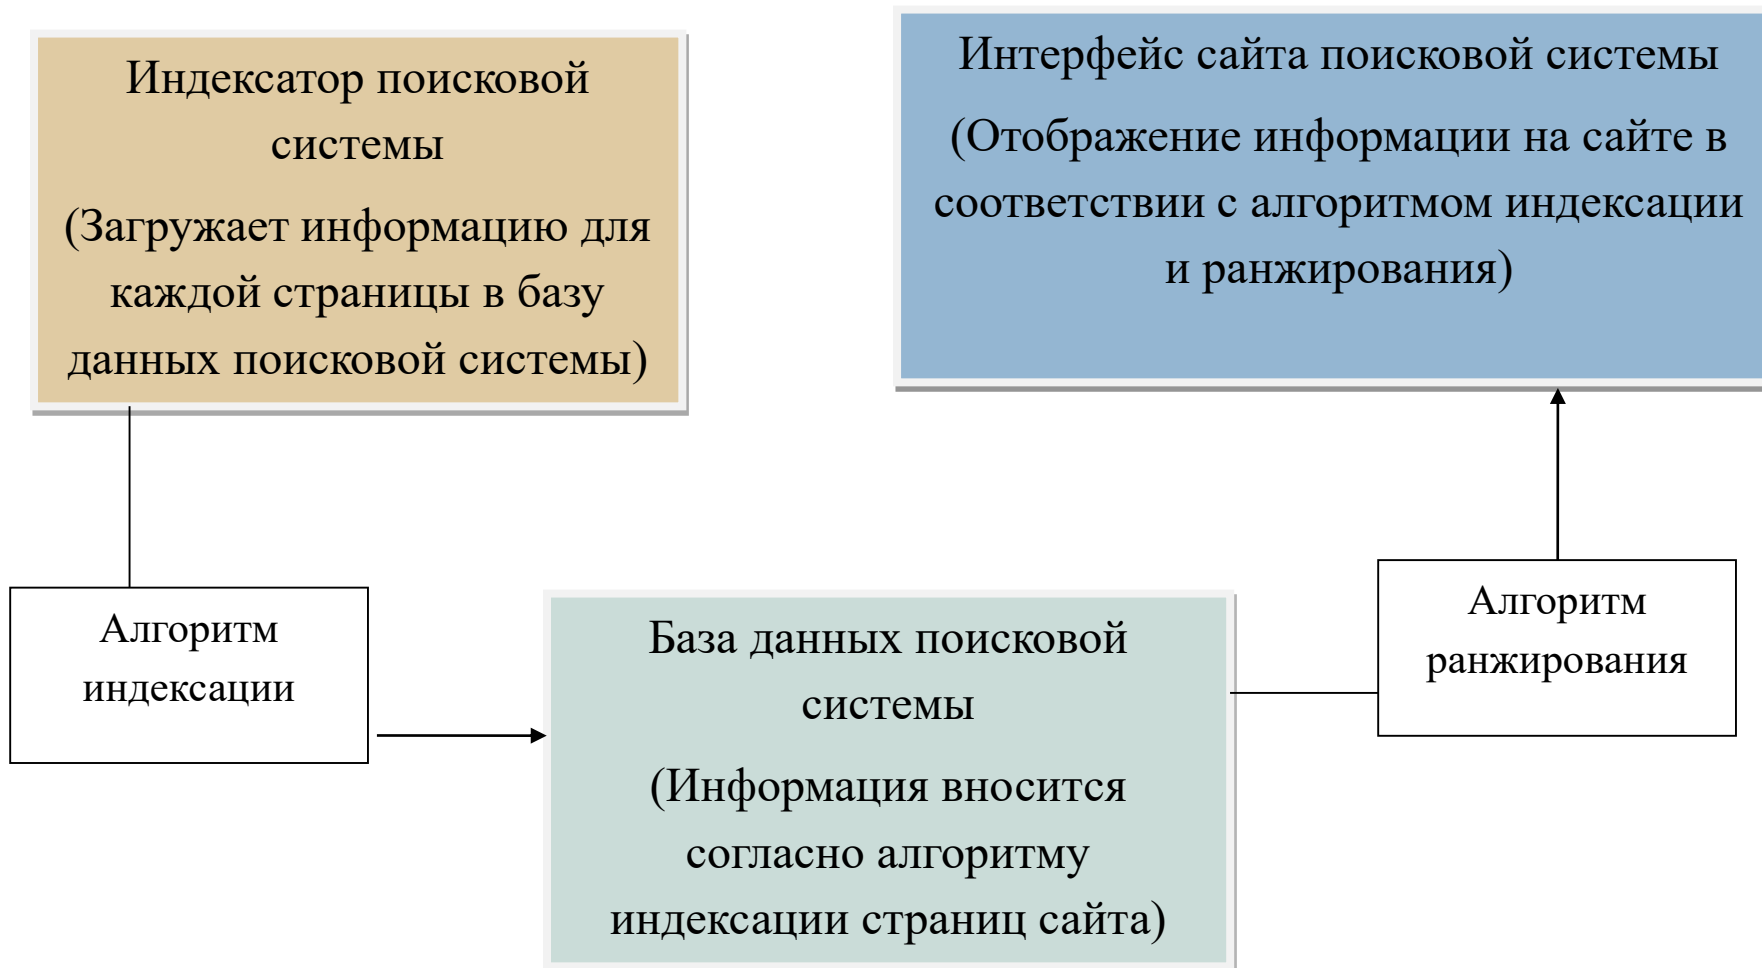 Индексатор поисковой
системы
(Загружает информацию для
каждой страницы в базу
данных поисковой системы)
Интерфейс сайта поисковой системы
(Отображение информации на сайте в
соответствии с алгоритмом индексации
и ранжирования)
Алгоритм
индексации
База данных поисковой
системы
(Информация вносится
согласно алгоритму
индексации страниц сайта)
Алгоритм
ранжирования